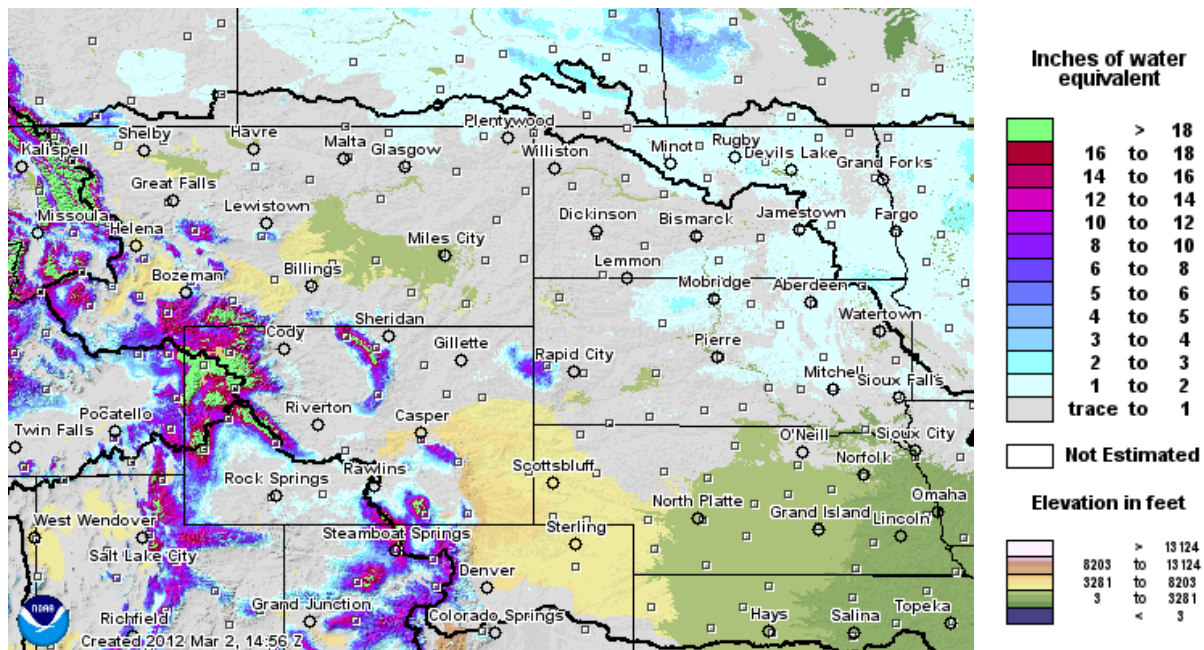 Plentywood
Shelby
Havre
Malta
Glasgow
Williston
Minot
Rugby
Devils Lake
Grand Forks
Kalispell
Great Falls
Lewistown
Missoula
Helena
Miles City
Dickinson
Bismarck
Jamestown
Fargo
Bozeman
Billings
Lemmon
Mobridge
Aberdeen
Watertown
Cody
Sheridan
Gillette
Rapid City
Pierre
Mitchell
Sioux Falls
Pocatello
Riverton
Casper
Twin Falls
O'Neill
Sioux City
Rock Springs
Rawlins
Scottsbluff
Norfolk
North Platte
Grand Island
Omaha
Lincoln
West Wendover
Salt Lake City
Steamboat Springs
Sterling
Denver
Grand Junction
Colorado Springs
Richfield
Hays
Salina
Topeka
NOAA
Created 2012 Mar 2, 14:56 Z
Inches of water
equivalent
> 18
16 to 18
14 to 16
12 to 14
10 to 12
8 to 10
6 to 8
5 to 6
4 to 5
3 to 4
2 to 3
1 to 2
trace to 1
Not Estimated
Elevation in feet
> 13124
8203 to 13124
3281 to 8203
3 to 3281
< 3